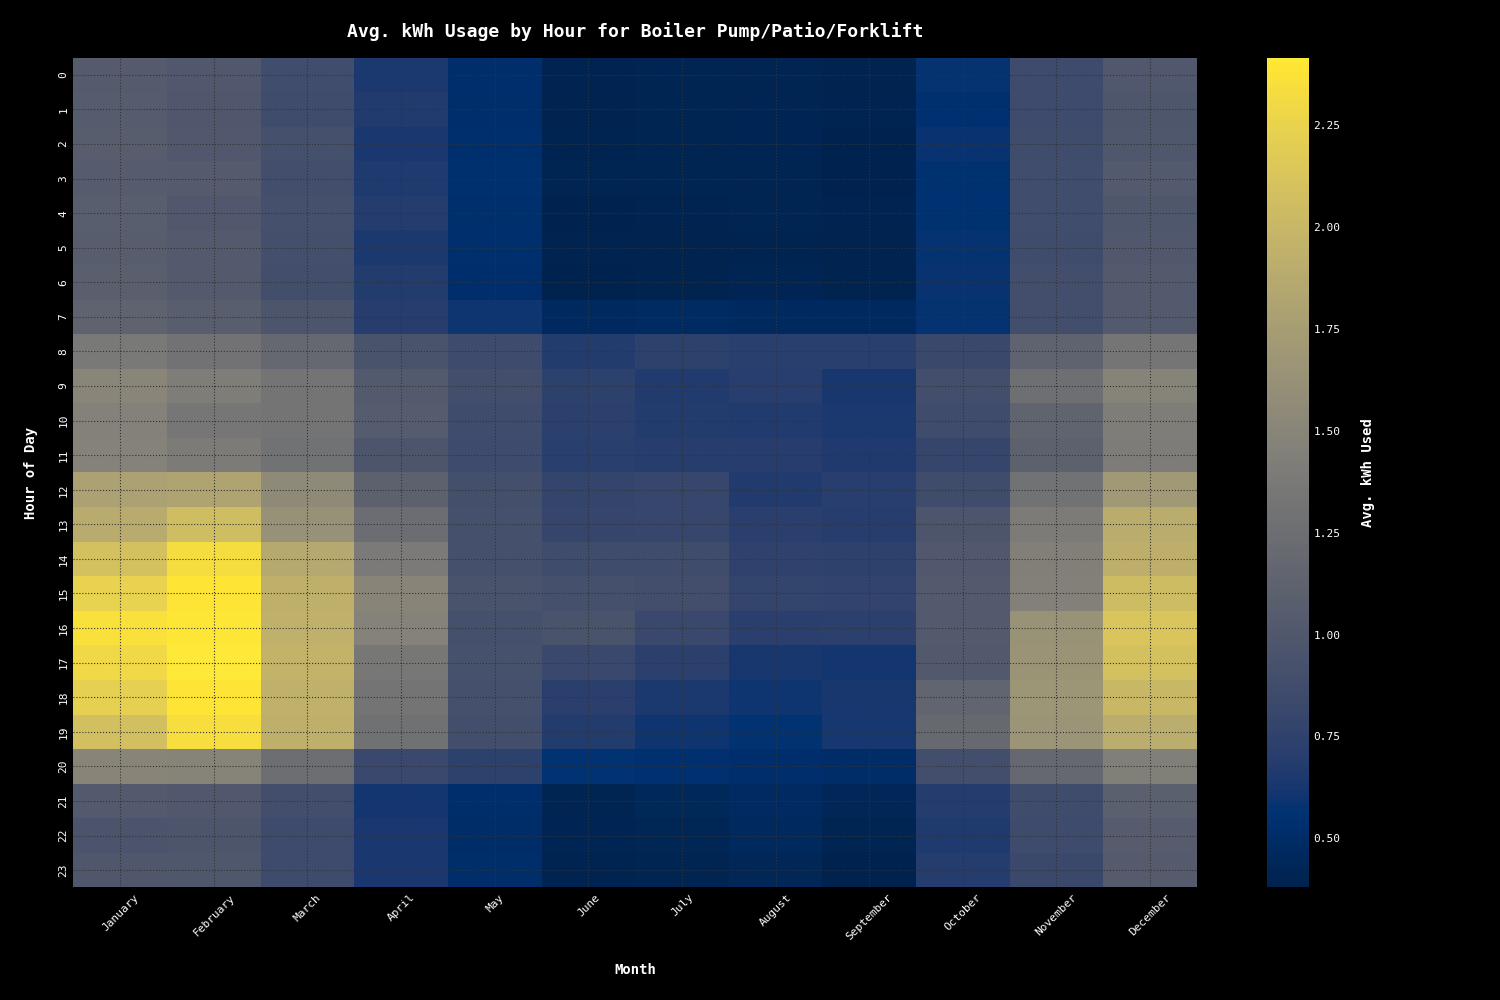 Avg. kWh Usage by Hour for Boiler Pump/Patio/Forklift
Hour of Day
0
1
2
3
4
5
6
7
8
9
10
11
12
13
14
15
16
17
18
19
20
21
22
23
January
February
March
April
May
June
July
August
September
October
November
December
Month
2.25
2.00
1.75
1.50
1.25
1.00
0.75
0.50
Avg. kWh Used